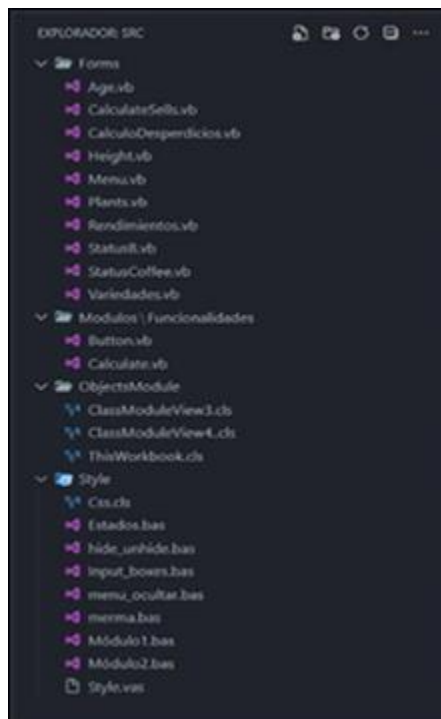 EXPLORADOR: SRC
Forms
Age.vb
CalculateSells.vb
CalculoDesperdicios.vb
Height.vb
Menu.vb
Plants.vb
Rendimientos.vb
StatusB.vb
StatusCoffee.vb
Variedades.vb
Modulos \ Funcionalidades
Button.vb
Calculate.vb
ObjectsModule
ClassModuleView3.cls
ClassModuleView4..cls
ThisWorkbook.cls
Style
Css.cls
Estados.bas
hide_unhide.bas
Input_boxes.bas
menu_ocultar.bas
merma.bas
Módulo1.bas
Módulo2.bas
Style.vas